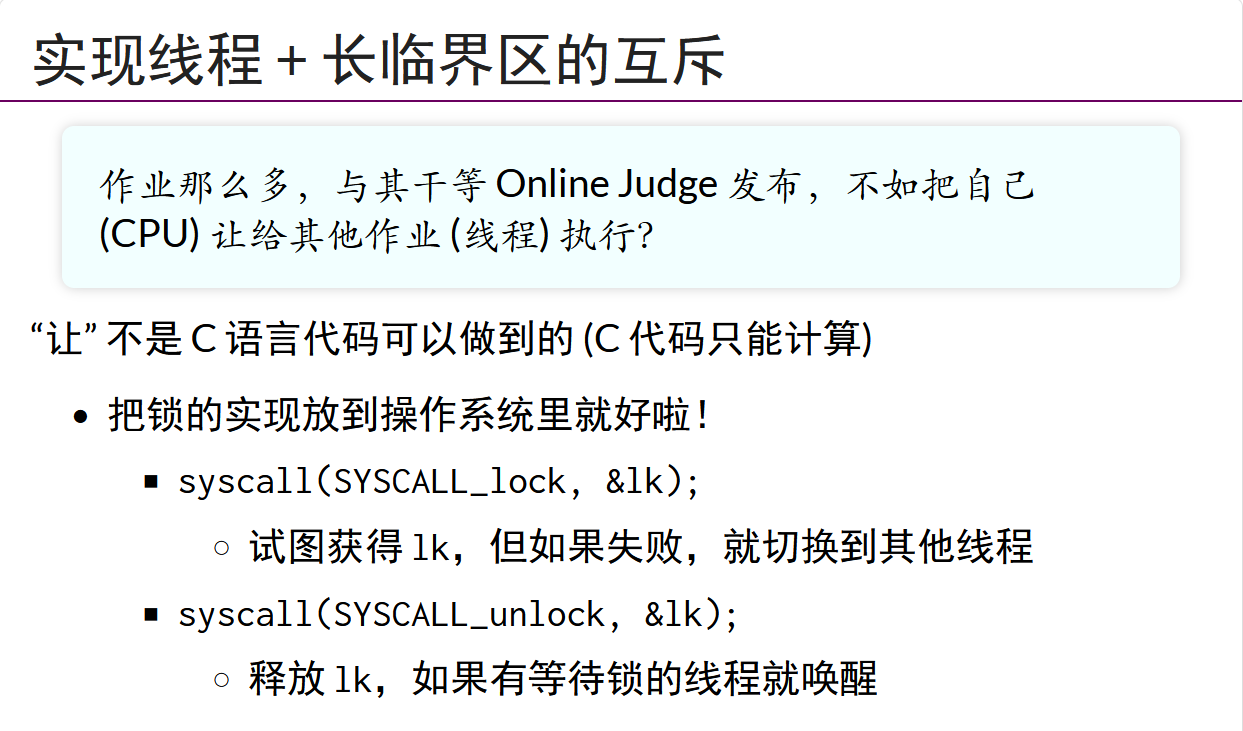 实现线程 + 长临界区的互斥
作业那么多，与其干等 Online Judge 发布，不如把自己
(CPU) 让给其他作业 (线程) 执行？
“让” 不是 C 语言代码可以做到的 (C 代码只能计算)
把锁的实现放到操作系统里就好啦！
syscall(SYSCALL_lock, &lk);
试图获得 lk，但如果失败，就切换到其他线程
syscall(SYSCALL_unlock, &lk);
释放 lk，如果有等待锁的线程就唤醒